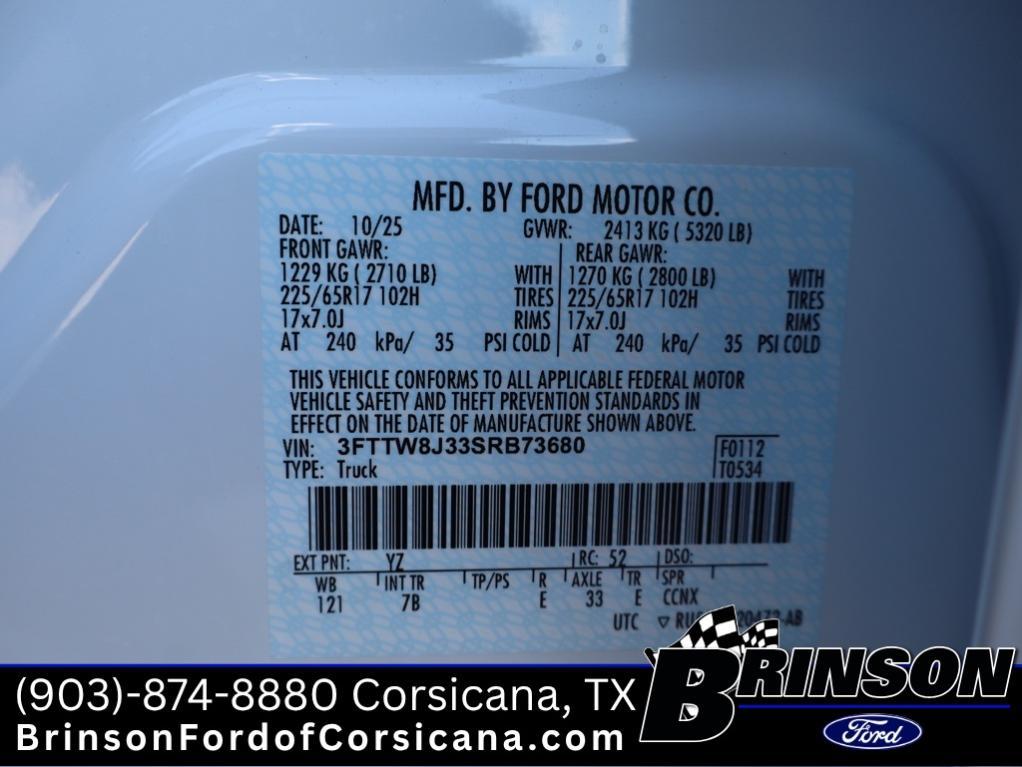 MFD. BY FORD MOTOR CO.
DATE: 10/25 GVWR: 2413 KG ( 5320 LB)
FRONT GAWR: REAR GAWR:
1229 KG ( 2710 LB) WITH 1270 KG ( 2800 LB) WITH
225/65R17 102H TIRES 225/65R17 102H TIRES
17x7.0J RIMS 17x7.0J RIMS
AT 240 kPa/ 35 PSI COLD AT 240 kPa/ 35 PSI COLD
THIS VEHICLE CONFORMS TO ALL APPLICABLE FEDERAL MOTOR
VEHICLE SAFETY AND THEFT PREVENTION STANDARDS IN
EFFECT ON THE DATE OF MANUFACTURE SHOWN ABOVE.
VIN: 3FTTW8J33SRB73680 F0112
TYPE: Truck T0534
EXT PNT: YZ RC: 52 DSO:
WB INT TR TP/PS R AXLE TR SPR
121 7B E 33 E CCNX
UTC
BRINSON
Ford
(903)-874-8880 Corsicana, TX
BrinsonFordofCorsicana.com